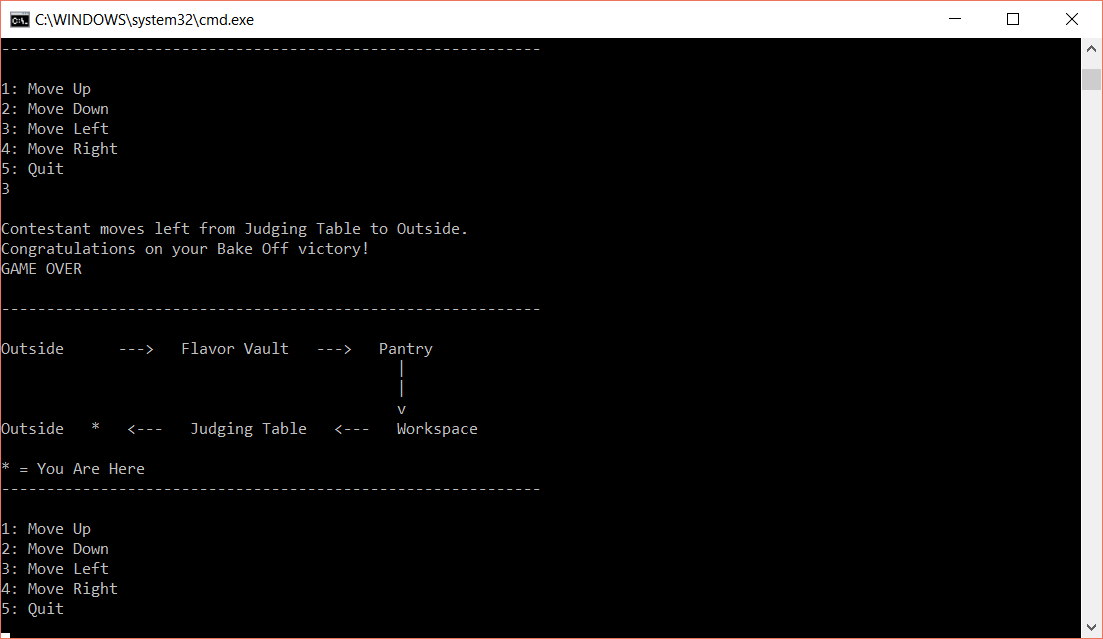 C:\WINDOWS\system32\cmd.exe
------------------------------------------------------------
1: Move Up
2: Move Down
3: Move Left
4: Move Right
5: Quit
3
Contestant moves left from Judging Table to Outside.
Congratulations on your Bake Off victory!
GAME OVER
------------------------------------------------------------
Outside      --->   Flavor Vault   --->   Pantry
                                            |
                                            |
                                            v
Outside   *   <---   Judging Table   <---   Workspace
* = You Are Here
------------------------------------------------------------
1: Move Up
2: Move Down
3: Move Left
4: Move Right
5: Quit